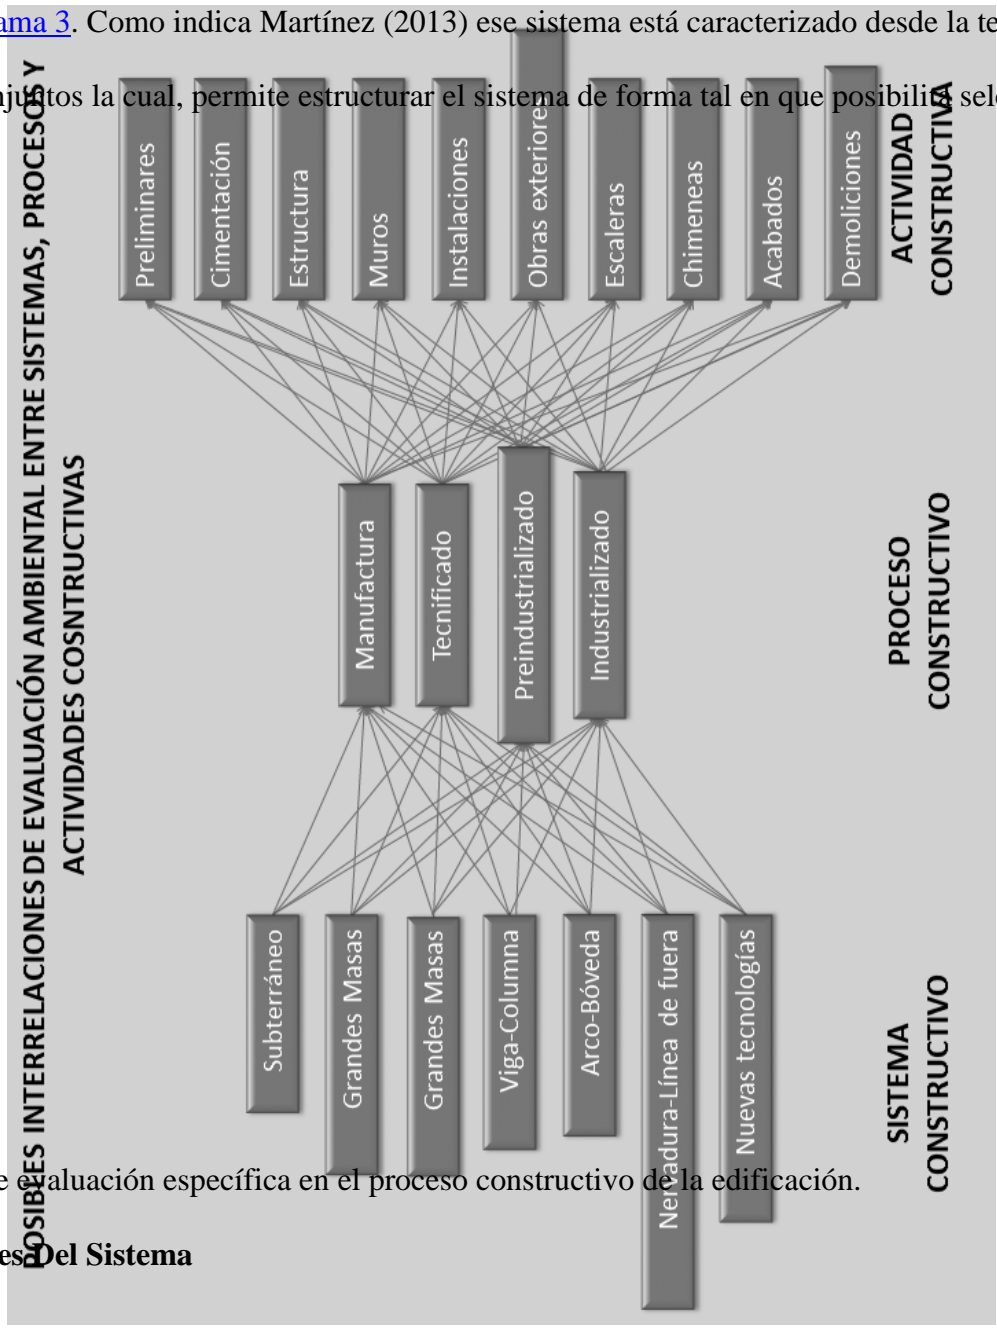 ama 3. Como indica Martínez (2013) ese sistema está caracterizado desde la te
njuntos la cual, permite estructurar el sistema de forma tal en que posibilita sele
POSIBLES INTERRELACIONES DE EVALUACIÓN AMBIENTAL ENTRE SISTEMAS, PROCESOS Y
ACTIVIDADES COSNTRUCTIVAS
Preliminares
Cimentación
Estructura
Muros
Instalaciones
Obras exteriores
Escaleras
Chimeneas
Acabados
Demoliciones
ACTIVIDAD
CONSTRUCTIVA
Manufactura
Tecnificado
Preindustrializado
Industrializado
PROCESO
CONSTRUCTIVO
Subterráneo
Grandes Masas
Grandes Masas
Viga-Columna
Arco-Bóveda
Nervadura-Línea de fuera
Nuevas tecnologías
SISTEMA
CONSTRUCTIVO
e evaluación específica en el proceso constructivo de la edificación.
es Del Sistema